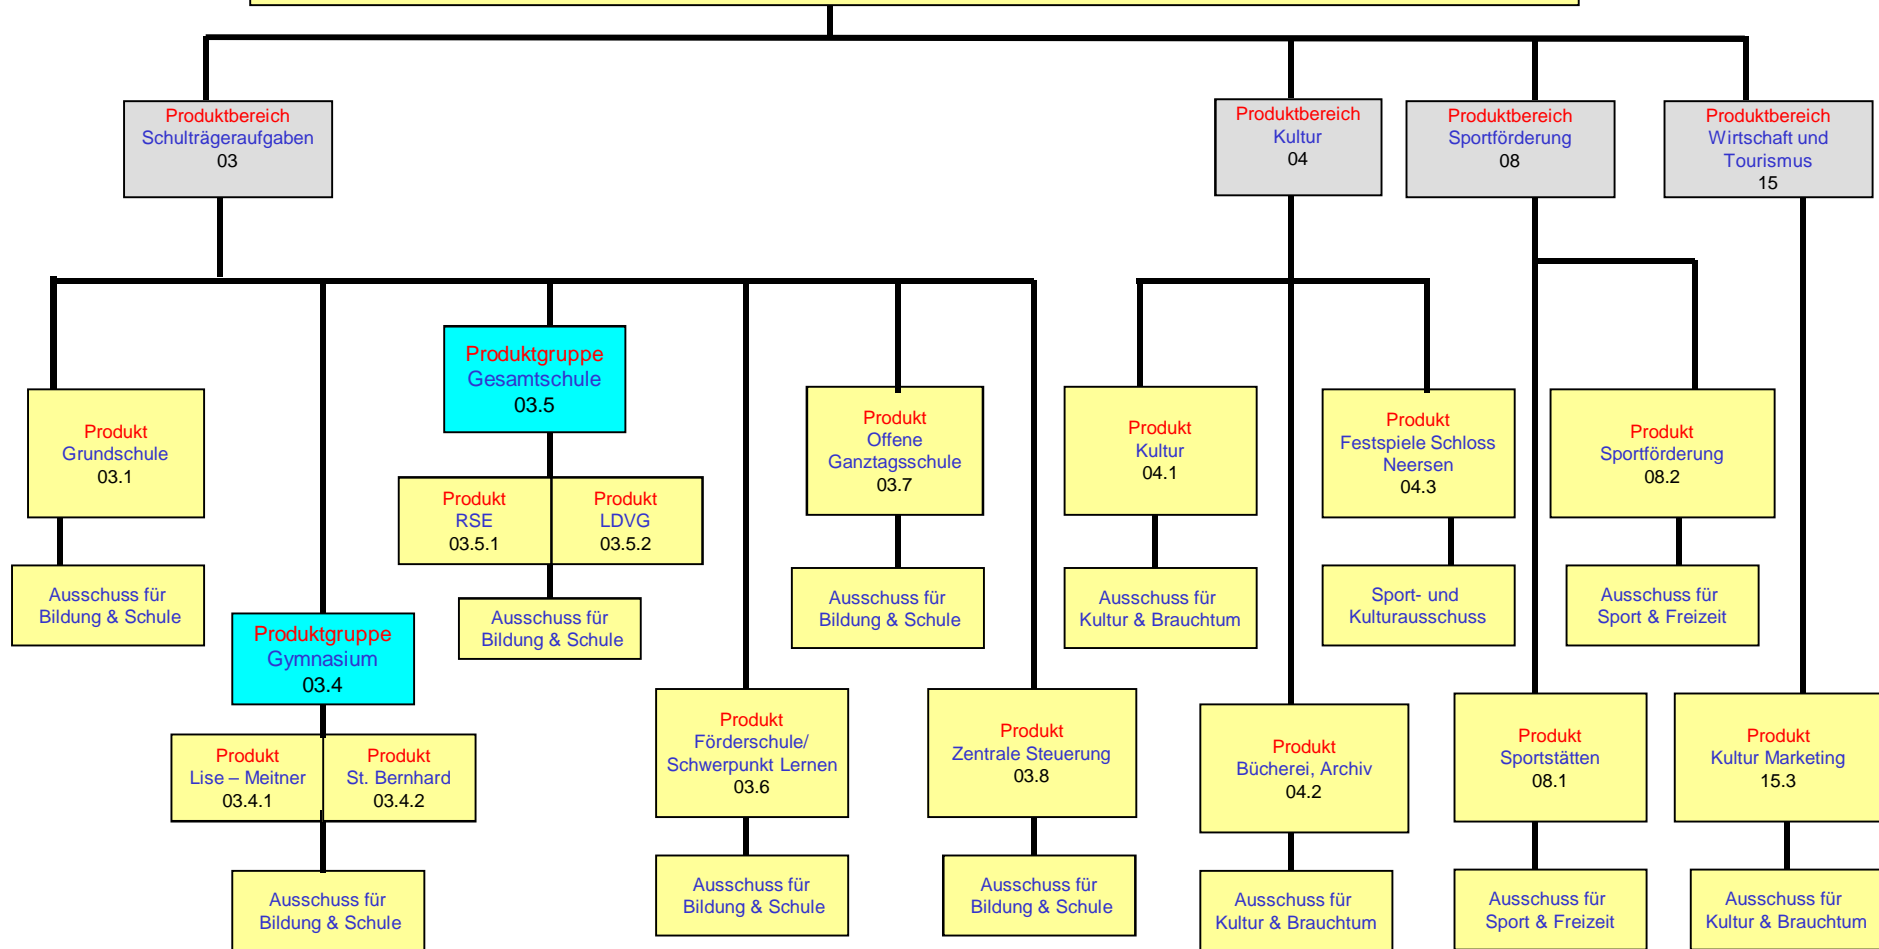 Produktbereich
Schulträgeraufgaben
03
Produktbereich
Kultur
04
Produktbereich
Sportförderung
08
Produktbereich
Wirtschaft und
Tourismus
15
Produkt
Grundschule
03.1
Ausschuss für
Bildung & Schule
Produktgruppe
Gymnasium
03.4
Produkt
Lise – Meitner
03.4.1
Produkt
St. Bernhard
03.4.2
Ausschuss für
Bildung & Schule
Produktgruppe
Gesamtschule
03.5
Produkt
RSE
03.5.1
Produkt
LDVG
03.5.2
Ausschuss für
Bildung & Schule
Produkt
Förderschule/
Schwerpunkt Lernen
03.6
Ausschuss für
Bildung & Schule
Produkt
Offene
Ganztagsschule
03.7
Ausschuss für
Bildung & Schule
Produkt
Zentrale Steuerung
03.8
Ausschuss für
Bildung & Schule
Produkt
Kultur
04.1
Ausschuss für
Kultur & Brauchtum
Produkt
Bücherei, Archiv
04.2
Ausschuss für
Kultur & Brauchtum
Produkt
Festspiele Schloss
Neersen
04.3
Sport- und
Kulturausschuss
Produkt
Sportstätten
08.1
Ausschuss für
Sport & Freizeit
Produkt
Sportförderung
08.2
Ausschuss für
Sport & Freizeit
Produkt
Kultur Marketing
15.3
Ausschuss für
Kultur & Brauchtum